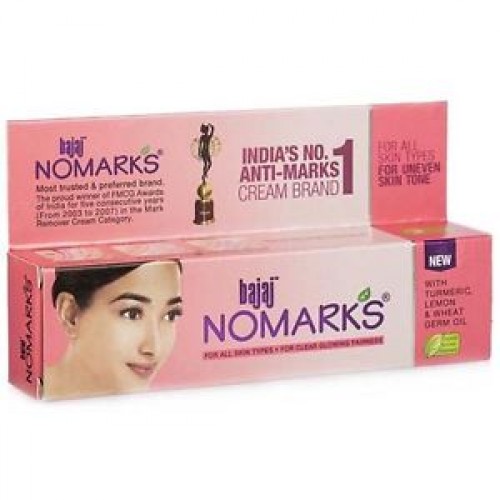 bajaj
NOMARKS®
Most trusted & preferred brand.
The proud winner of FMCG Awards
of India for five consecutive years
(From 2003 to 2007) in the Mark
Remover Cream Category.
INDIA'S NO. 1
ANTI-MARKS
CREAM BRAND
FOR ALL
SKIN TYPES
FOR UNEVEN
SKIN TONE
bajaj
NOMARKS®
FOR ALL SKIN TYPES • FOR CLEAR GLOWING FAIRNESS
NEW
WITH
TURMERIC,
LEMON
& WHEAT
GERM OIL
NEW
bajaj
NOMARKS